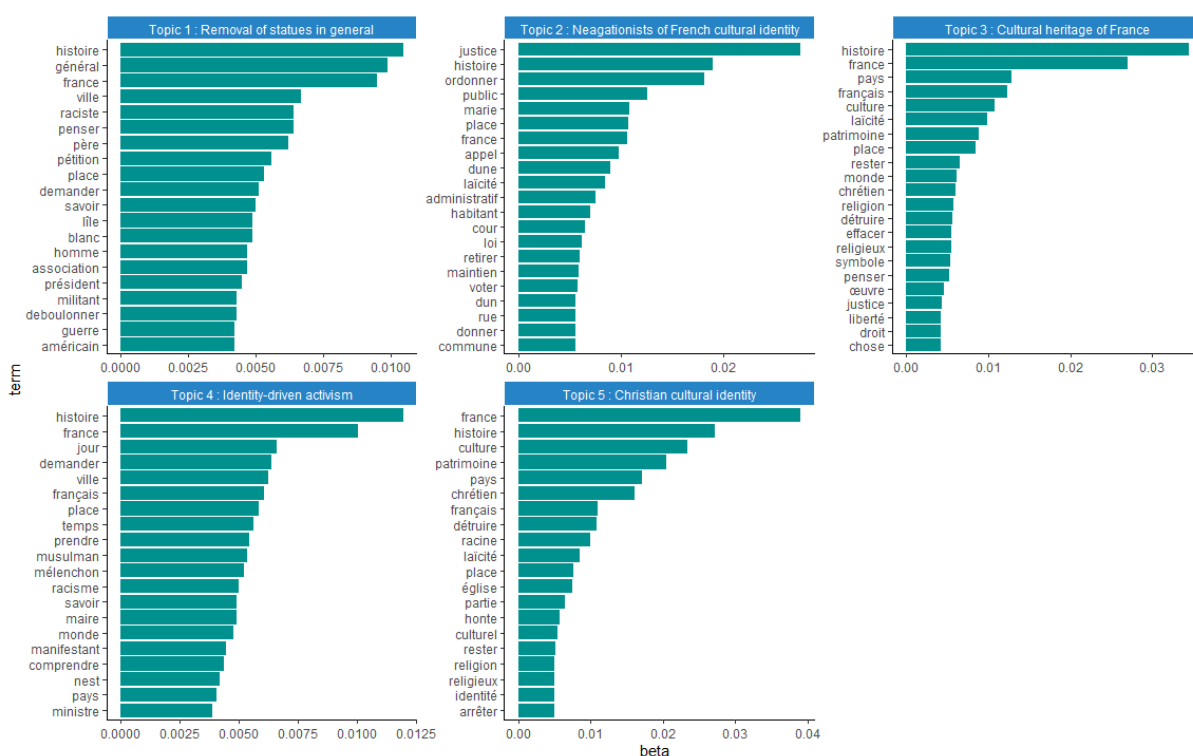 Topic 1 : Removal of statues in general
histoire
général
france
ville
raciste
penser
père
pétition
place
demander
savoir
lîle
blanc
homme
association
président
militant
deboulonner
guerre
américain
0.0000 0.0025 0.0050 0.0075 0.0100
Topic 2 : Neagationists of French cultural identity
justice
histoire
ordonner
public
marie
place
france
appel
dune
laïcité
administratif
habitant
cour
loi
retirer
maintien
voter
dun
rue
donner
commune
0.00 0.01 0.02
Topic 3 : Cultural heritage of France
histoire
france
pays
français
culture
laïcité
patrimoine
place
rester
monde
chrétien
religion
détruire
effacer
religieux
symbole
penser
œuvre
justice
liberté
droit
chose
0.00 0.01 0.02 0.03
term
Topic 4 : Identity-driven activism
histoire
france
jour
demander
ville
français
place
temps
prendre
musulman
mélenchon
racisme
savoir
maire
monde
manifestant
comprendre
nest
pays
ministre
0.0000 0.0025 0.0050 0.0075 0.0100 0.0125
Topic 5 : Christian cultural identity
france
histoire
culture
patrimoine
pays
chrétien
français
détruire
racine
laïcité
place
église
partie
honte
culturel
rester
religion
religieux
identité
arrêter
0.00 0.01 0.02 0.03 0.04
beta